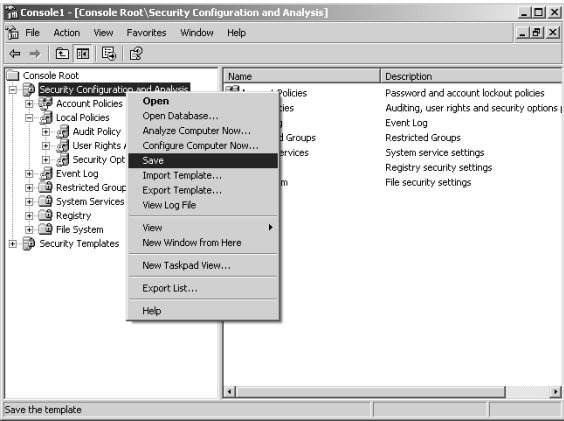 Console1 - [Console Root\Security Configuration and Analysis]
File Action View Favorites Window Help
Console Root
Security Configuration and Analysis
Account Policies
Local Policies
Audit Policy
User Rights
Security Opt
Event Log
Restricted Group
System Services
Registry
File System
Security Templates
Open
Open Database...
Analyze Computer Now...
Configure Computer Now...
Save
Import Template...
Export Template...
View Log File
View
New Window from Here
New Taskpad View...
Export List...
Help
Name Description
Policies Password and account lockout policies
cies Auditing, user rights and security options
g Event Log
d Groups Restricted Groups
ervices System service settings
Registry security settings
m File security settings
Save the template